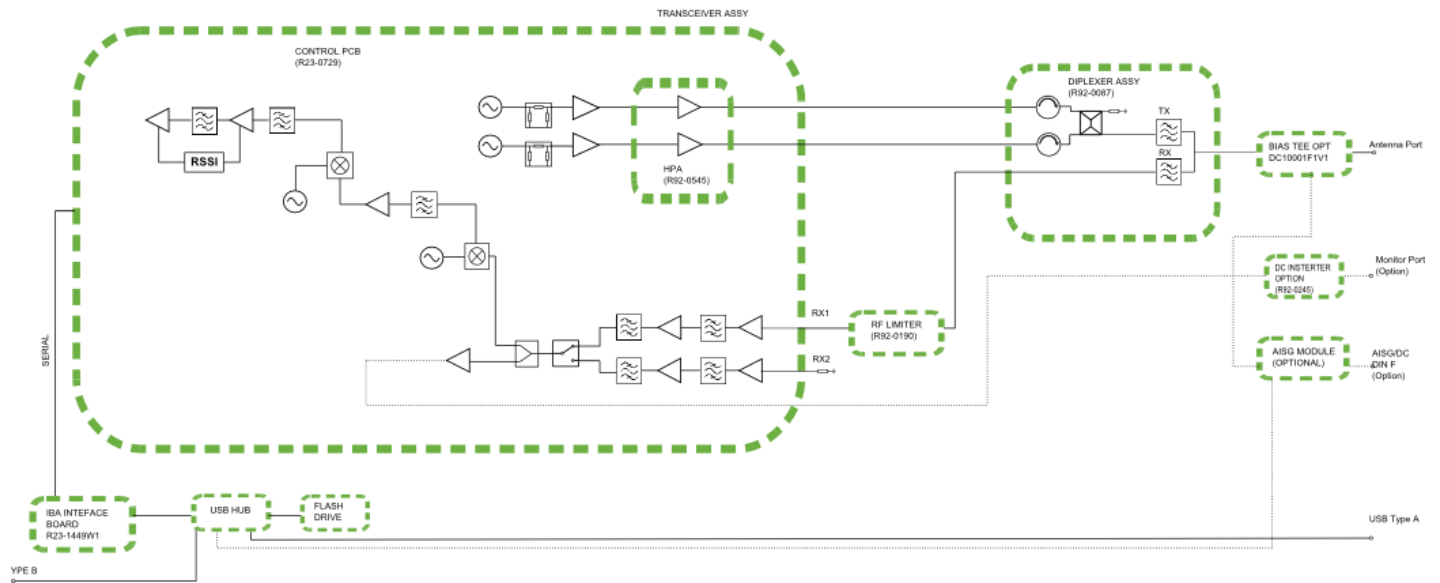 TRANSCEIVER ASSY
CONTROL PCB
(R23-0729)
DIPLEXER ASSY
(R92-0087)
TX
RX
RSSI
HPA
(R92-0545)
BIAS TEE OPT
DC10001F1V1
Antenna Port
DC INSTERTER
OPTION
(R92-0245)
Monitor Port
(Option)
RX1
RF LIMITER
(R92-0190)
SERIAL
RX2
AISG MODULE
(OPTIONAL)
AISG/DC
DIN F
(Option)
IBA INTEFACE
BOARD
R23-1449W1
USB HUB
FLASH
DRIVE
USB Type A
YPE B